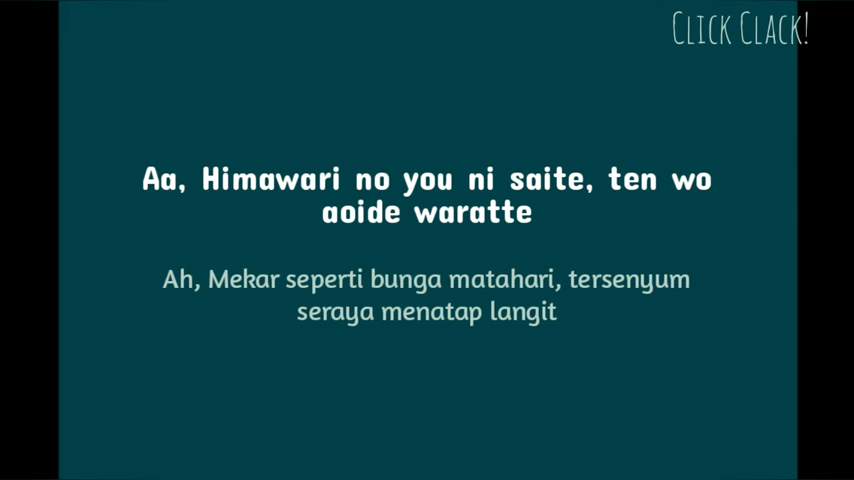 CLICK CLACK!
Aa, Himawari no you ni saite, ten wo
aoide waratte
Ah, Mekar seperti bunga matahari, tersenyum
seraya menatap langit